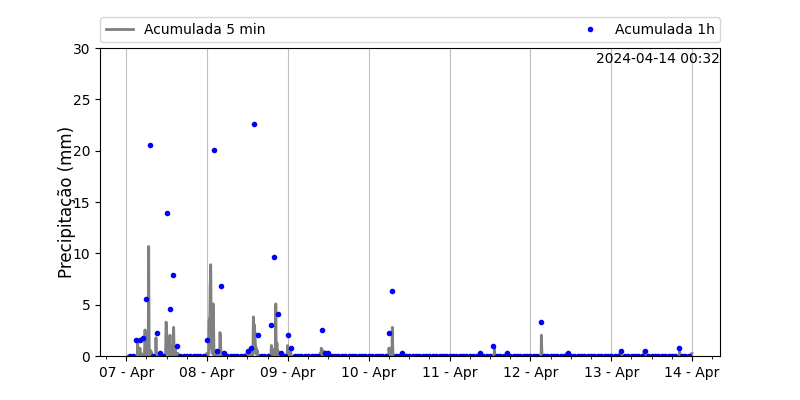 Acumulada 5 min
Acumulada 1h
2024-04-14 00:32
Precipitação (mm)
30
25
20
15
10
5
0
07 - Apr
08 - Apr
09 - Apr
10 - Apr
11 - Apr
12 - Apr
13 - Apr
14 - Apr